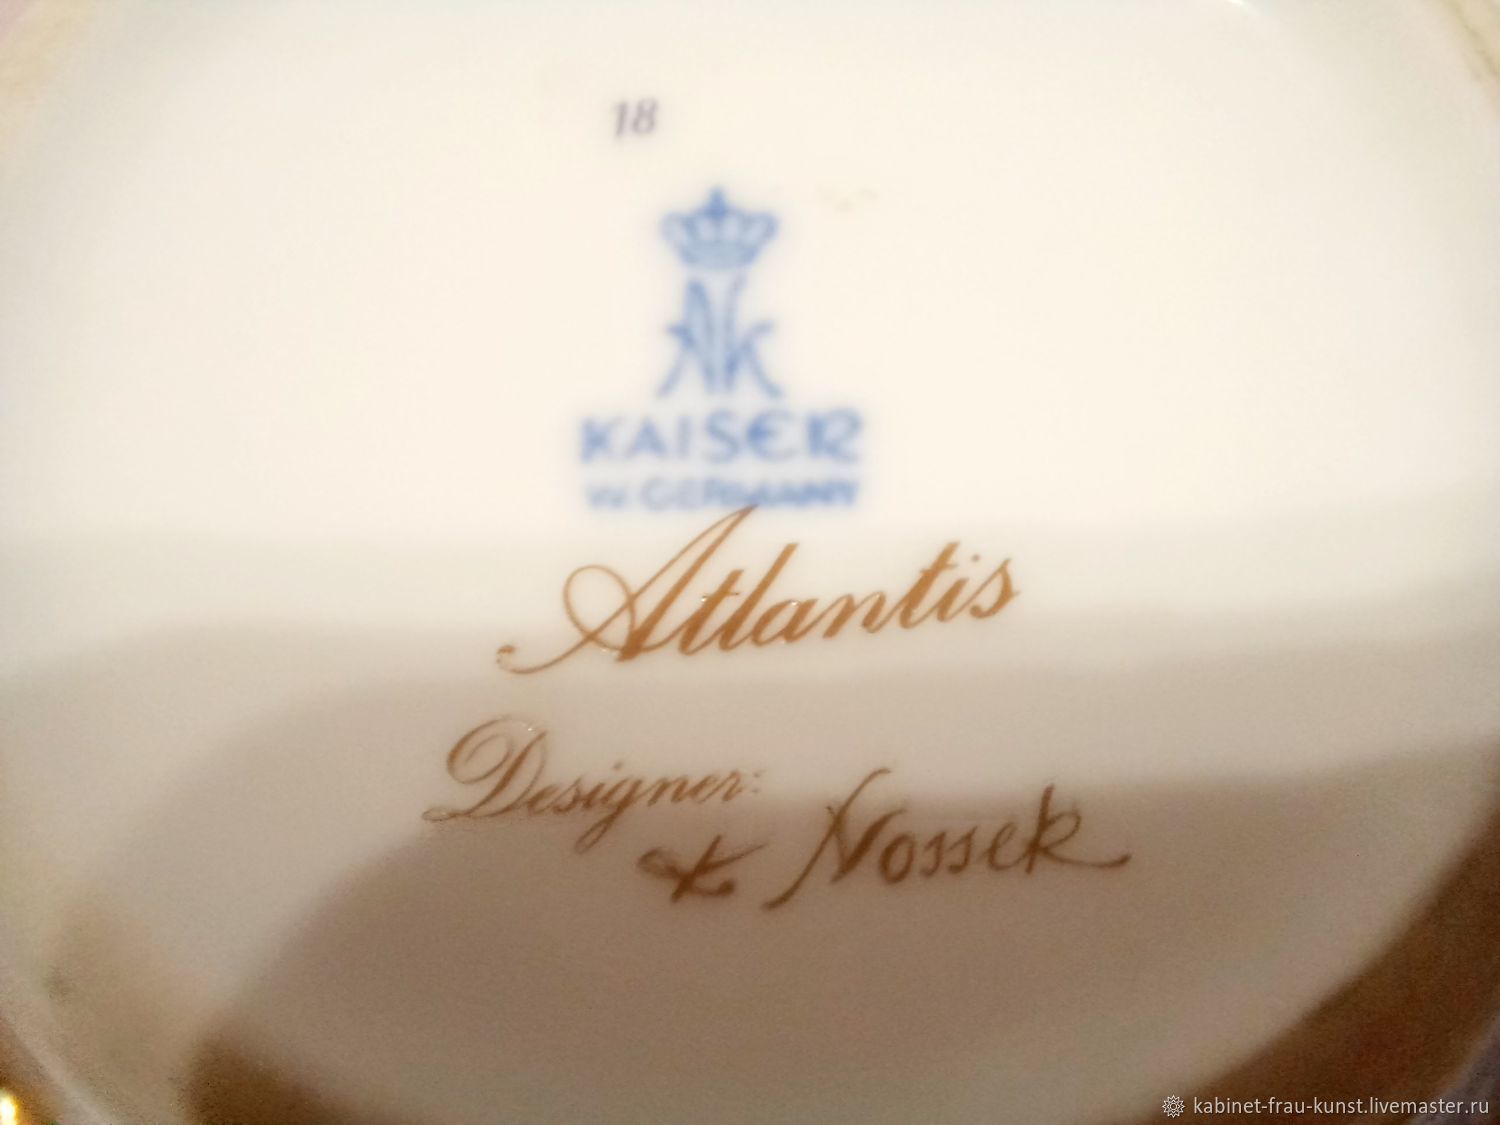 18
AK
KAISER
W. GERMANY
Atlantis
Designer:
K. Nossek
kabinet-frau-kunst.livemaster.ru